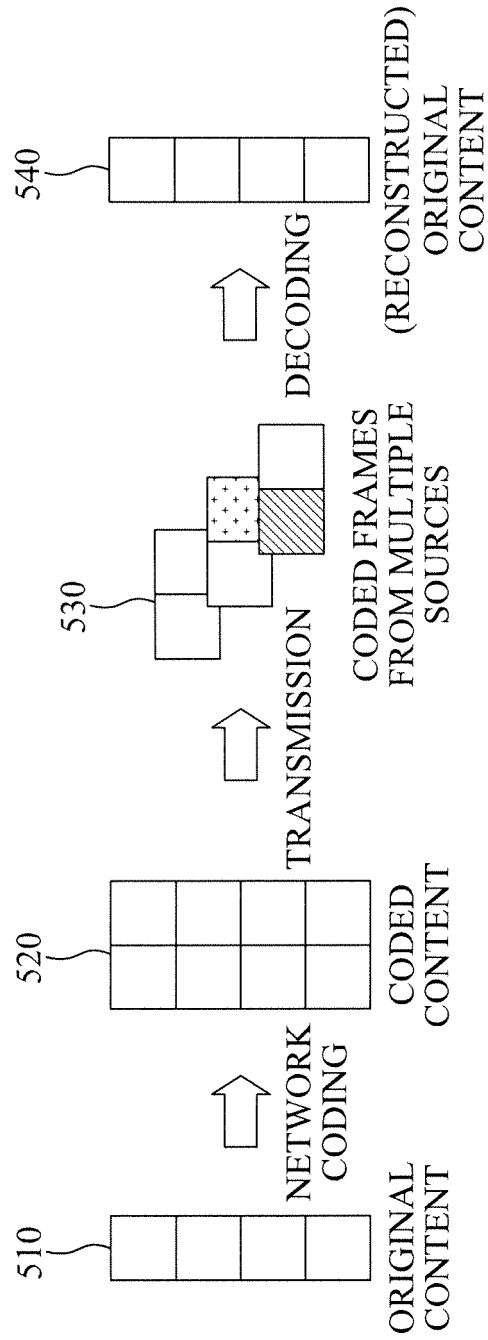 510
ORIGINAL
CONTENT
NETWORK
CODING
520
CODED
CONTENT
TRANSMISSION
530
CODED FRAMES
FROM MULTIPLE
SOURCES
DECODING
540
(RECONSTRUCTED)
ORIGINAL
CONTENT